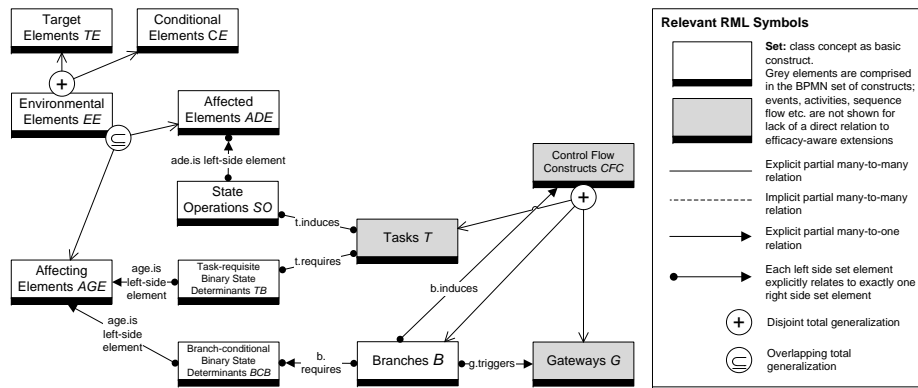 Target
Elements TE
Conditional
Elements CE
Environmental
Elements EE
Affected
Elements ADE
ade.is left-side element
State
Operations SO
t.induces
Control Flow
Constructs CFC
Tasks T
t.requires
Affecting
Elements AGE
age.is
left-side
element
Task-requisite
Binary State
Determinants TB
b.induces
age.is
left-side
element
Branch-conditional
Binary State
Determinants BCB
b.
requires
Branches B
g.triggers
Gateways G
Relevant RML Symbols
Set: class concept as basic
construct.
Grey elements are comprised
in the BPMN set of constructs;
events, activities, sequence
flow etc. are not shown for
lack of a direct relation to
efficacy-aware extensions
Explicit partial many-to-many
relation
Implicit partial many-to-many
relation
Explicit partial many-to-one
relation
Each left side set element
explicitly relates to exactly one
right side set element
Disjoint total generalization
Overlapping total
generalization